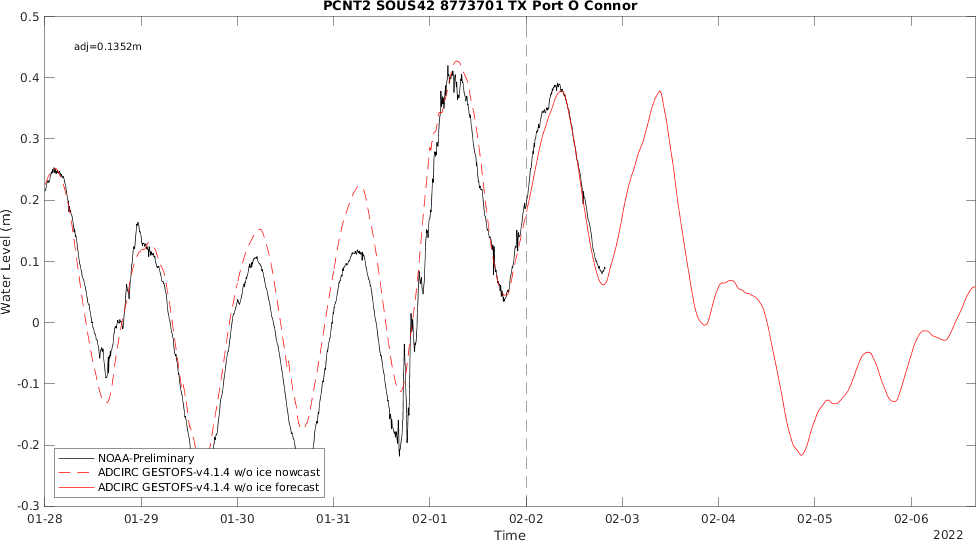 PCNT2 SOUS42 8773701 TX Port O Connor
adj=0.1352m
0.5
0.4
0.3
0.2
0.1
0
-0.1
-0.2
-0.3
Water Level (m)
NOAA-Preliminary
ADCIRC GESTOFS-v4.1.4 w/o ice nowcast
ADCIRC GESTOFS-v4.1.4 w/o ice forecast
01-28 01-29 01-30 01-31 02-01 02-02 02-03 02-04 02-05 02-06
Time
2022